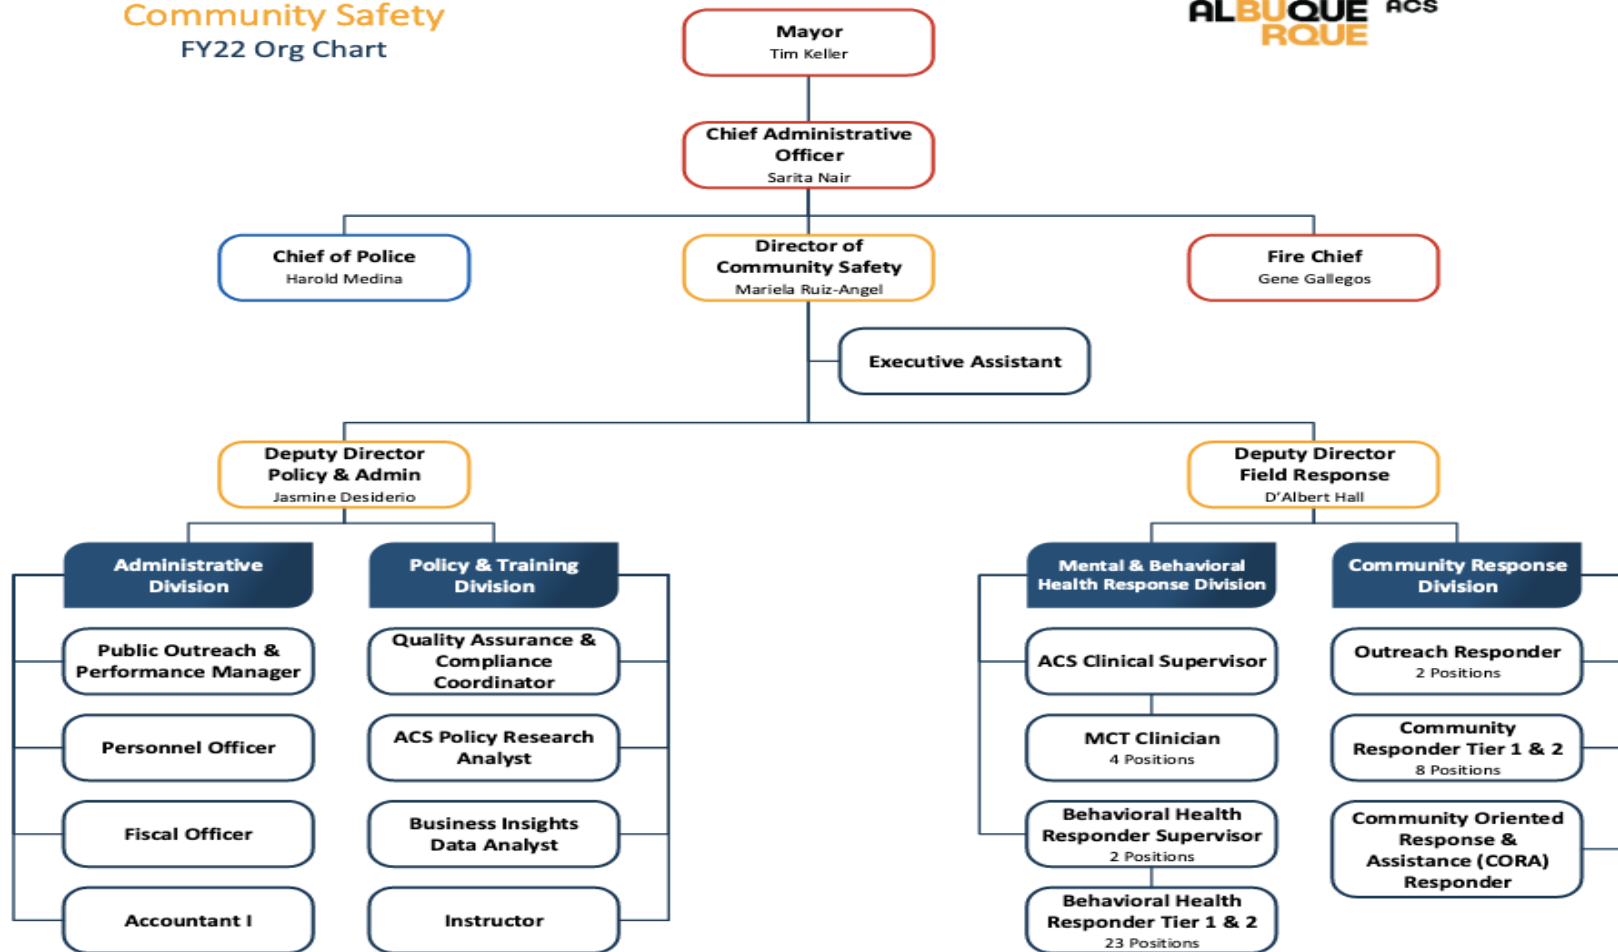 Community Safety
FY22 Org Chart
ALBUQUE ACS
RQUE
Mayor
Tim Keller
Chief Administrative
Officer
Sarita Nair
Chief of Police
Harold Medina
Director of
Community Safety
Mariela Ruiz-Angel
Fire Chief
Gene Gallegos
Executive Assistant
Deputy Director
Policy & Admin
Jasmine Desiderio
Deputy Director
Field Response
D'Albert Hall
Administrative
Division
Public Outreach &
Performance Manager
Personnel Officer
Fiscal Officer
Accountant I
Policy & Training
Division
Quality Assurance &
Compliance
Coordinator
ACS Policy Research
Analyst
Business Insights
Data Analyst
Instructor
Mental & Behavioral
Health Response Division
ACS Clinical Supervisor
MCT Clinician
4 Positions
Behavioral Health
Responder Supervisor
2 Positions
Behavioral Health
Responder Tier 1 & 2
23 Positions
Community Response
Division
Outreach Responder
2 Positions
Community
Responder Tier 1 & 2
8 Positions
Community Oriented
Response &
Assistance (CORA)
Responder